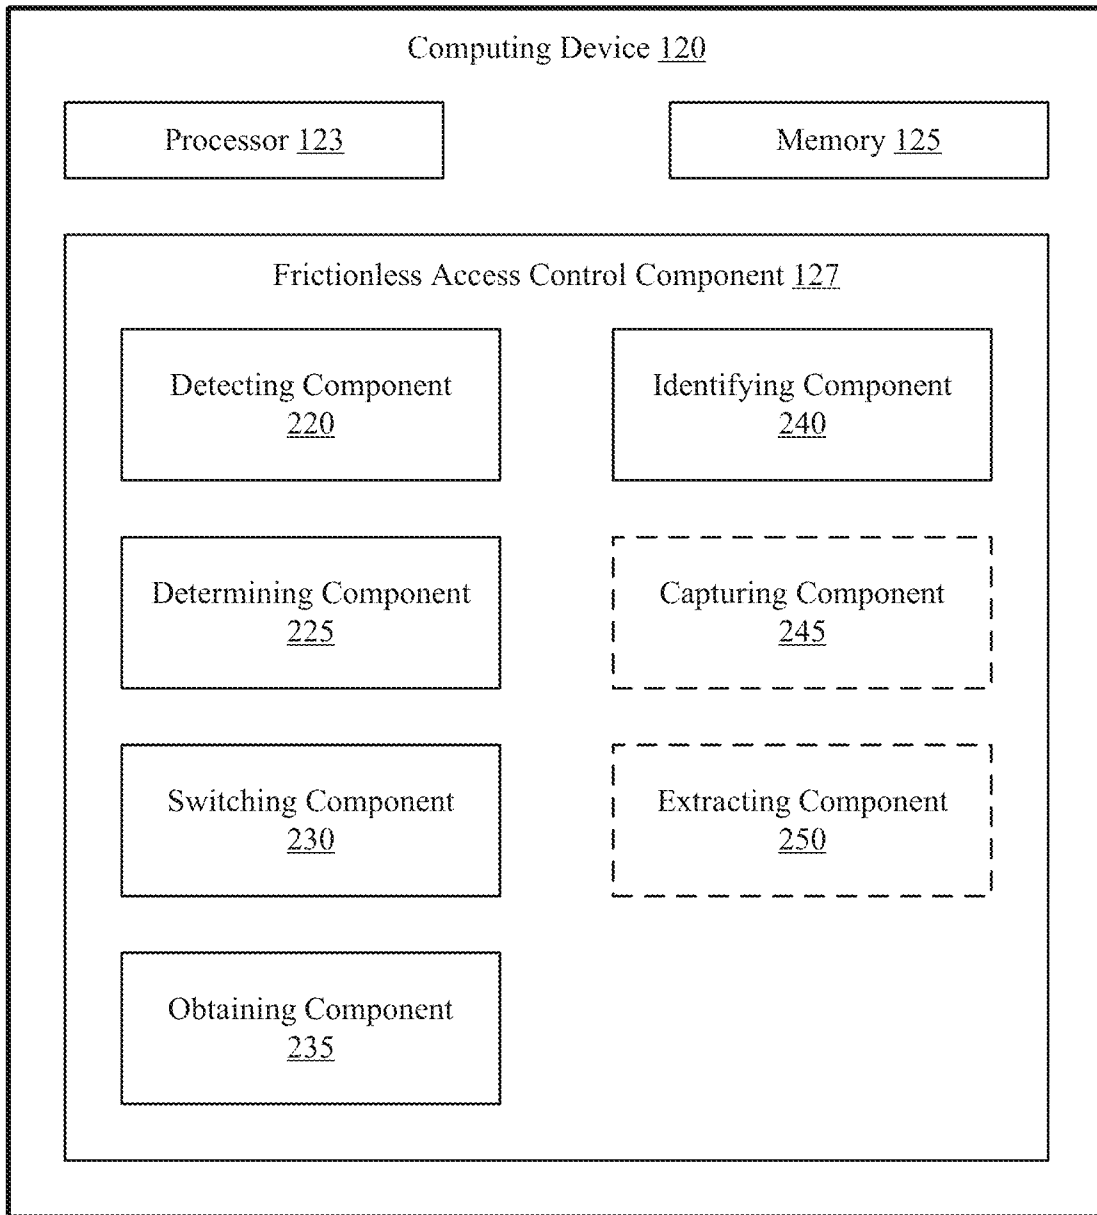 Computing Device 120
Processor 123
Memory 125
Frictionless Access Control Component 127
Detecting Component
220
Identifying Component
240
Determining Component
225
Capturing Component
245
Switching Component
230
Extracting Component
250
Obtaining Component
235